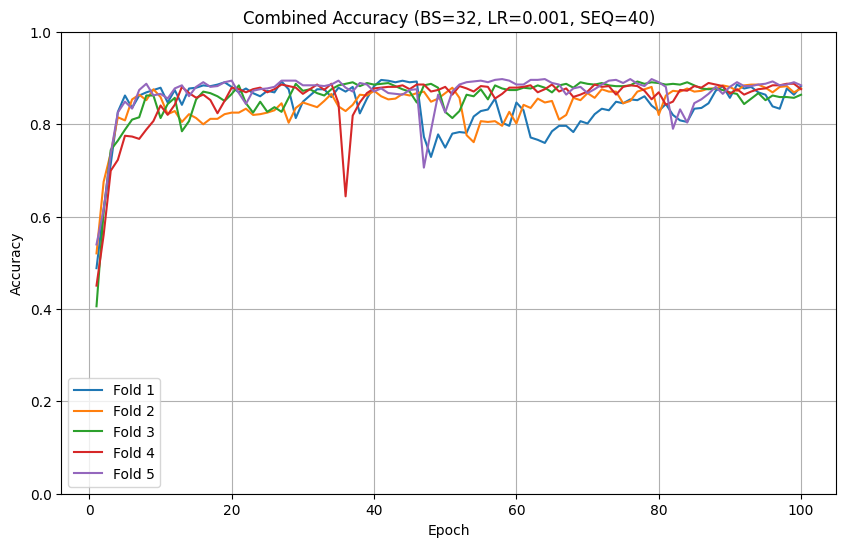 Combined Accuracy (BS=32, LR=0.001, SEQ=40)
1.0
0.8
0.6
0.4
0.2
0.0
Accuracy
Fold 1
Fold 2
Fold 3
Fold 4
Fold 5
0 20 40 60 80 100
Epoch